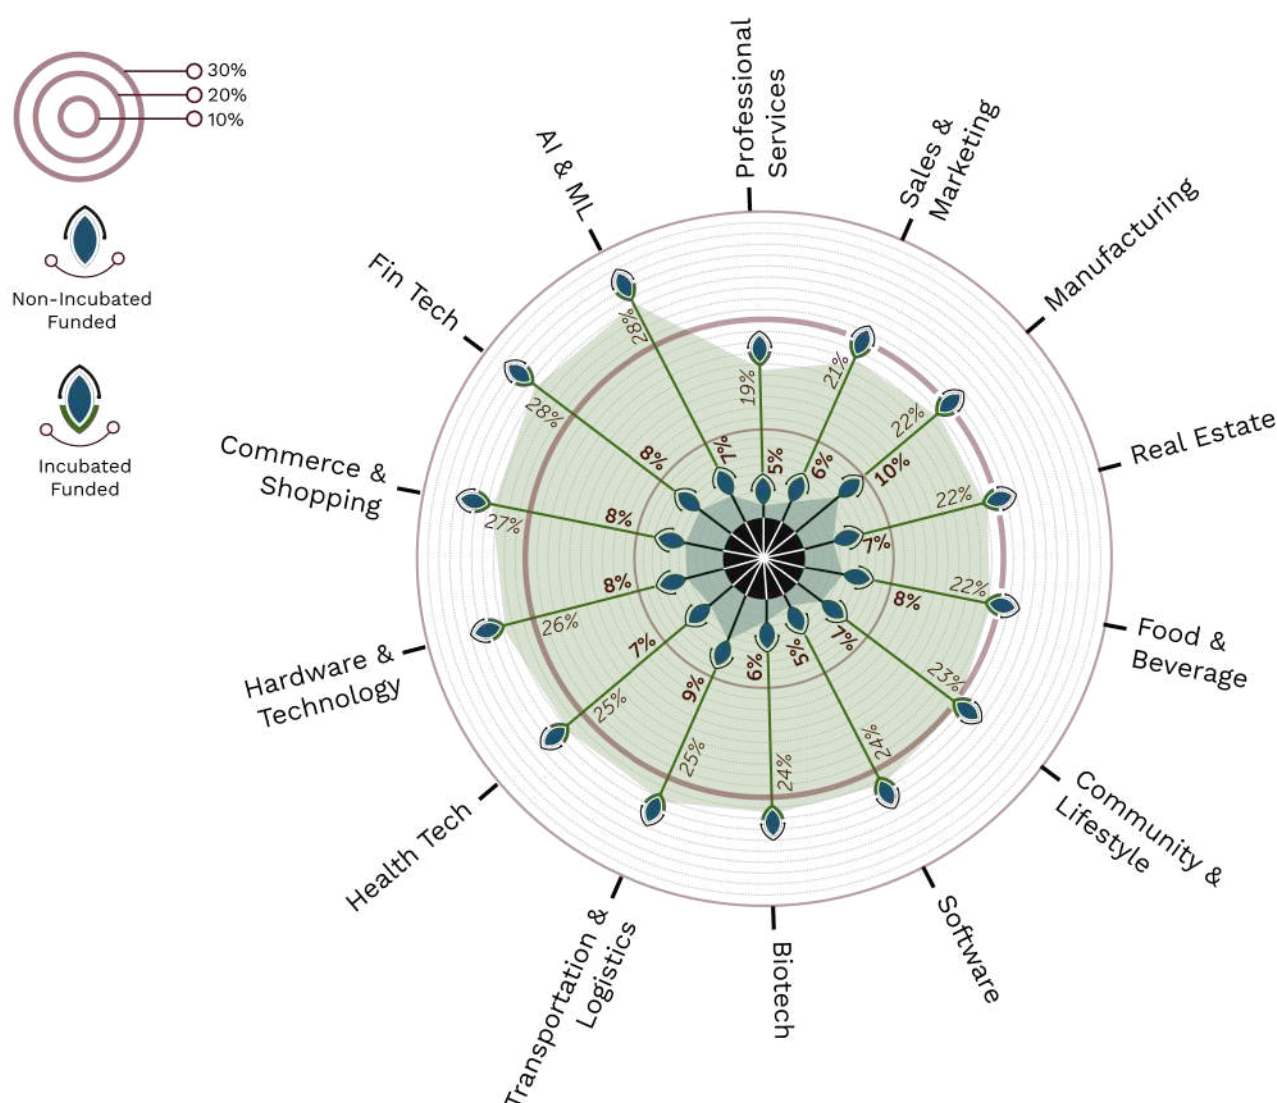 30%
20%
10%
Non-Incubated
Funded
Incubated
Funded
Professional
Services
Sales &
Marketing
Manufacturing
Real Estate
Food &
Beverage
Community &
Lifestyle
Software
Biotech
Transportation &
Logistics
Health Tech
Hardware &
Technology
Commerce &
Shopping
Fin Tech
AI & ML
19%
21%
22%
22%
22%
23%
24%
24%
25%
25%
26%
27%
28%
28%
5%
6%
10%
7%
8%
7%
5%
6%
9%
7%
8%
8%
8%
7%